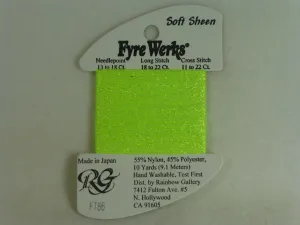 Soft Sheen
Fyre Werks®
Needlepoint Long Stitch Cross Stitch
13 to 18 Ct. 18 to 22 Ct. 11 to 22 Ct.
Made in Japan
RG
55% Nylon, 45% Polyester,
10 Yards (9.1 Meters)
Hand Washable, Test First
Dist. by Rainbow Gallery
7412 Fulton Ave. #5
N. Hollywood
CA 91605